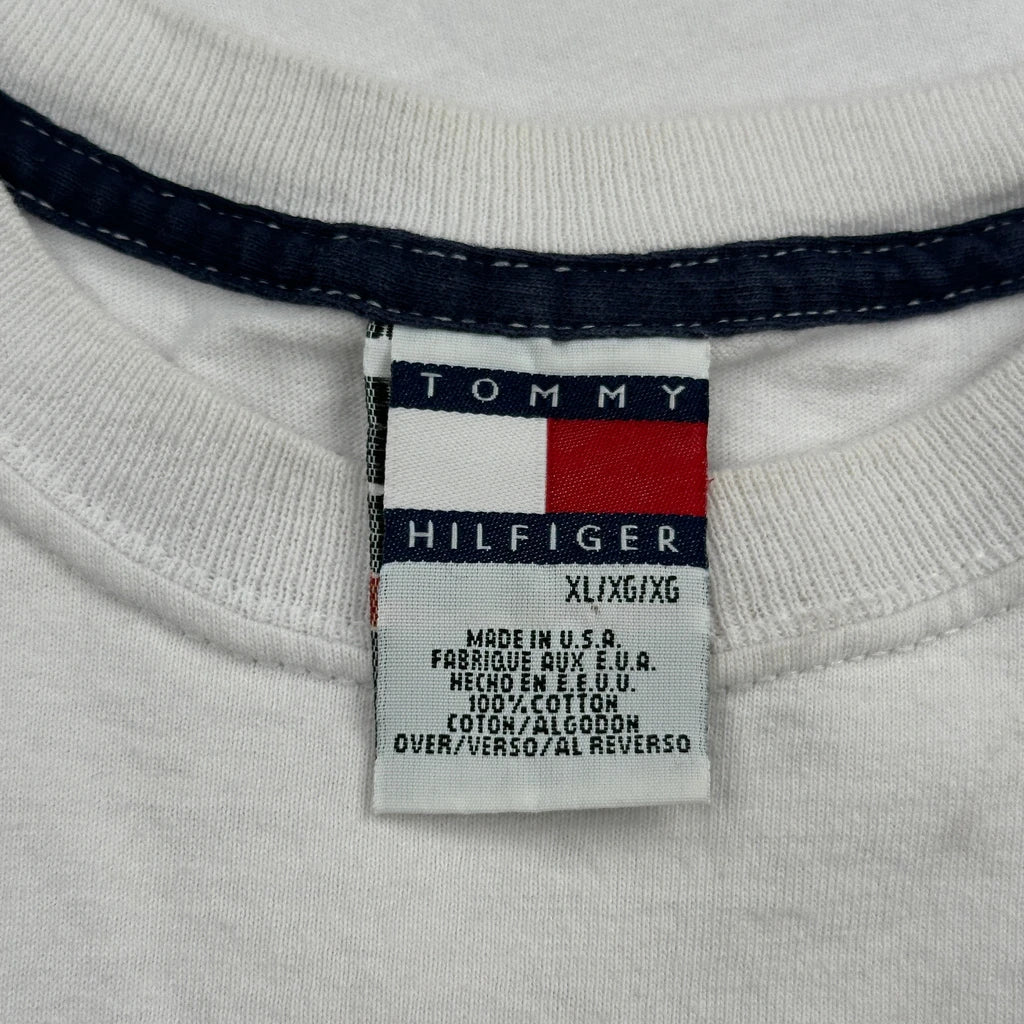 TOMMY
HILFIGER
XL/XG/XG
MADE IN U.S.A.
FABRIQUE AUX E.U.A.
HECHO EN E.E.U.U.
100% COTTON
COTON/ALGODON
OVER/VERSO/AL REVERSO